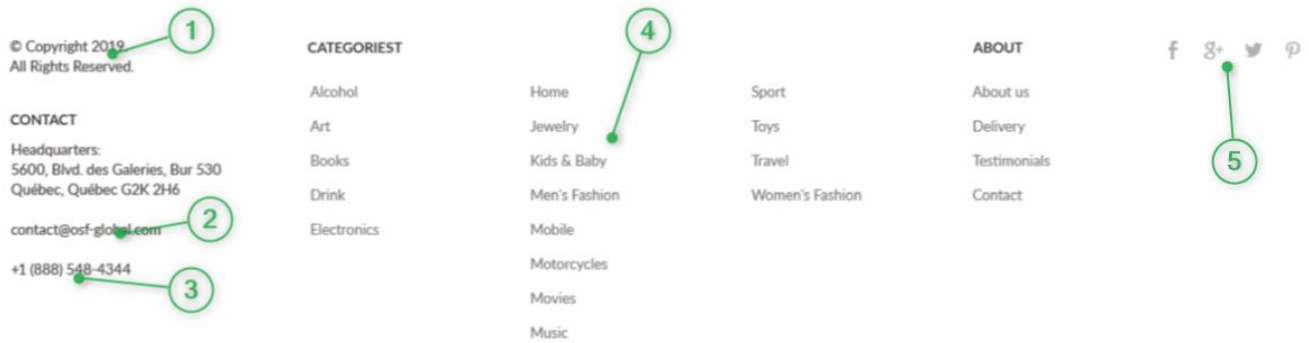 © Copyright 2019.
All Rights Reserved.
1
CONTACT
Headquarters:
5600, Blvd. des Galeries, Bur 530
Québec, Québec G2K 2H6
contact@osf-global.com
2
+1 (888) 548-4344
3
CATEGORIEST
Alcohol
Art
Books
Drink
Electronics
4
Home
Jewelry
Kids & Baby
Men's Fashion
Mobile
Motorcycles
Movies
Music
Sport
Toys
Travel
Women's Fashion
ABOUT
About us
Delivery
Testimonials
Contact
f g+
5